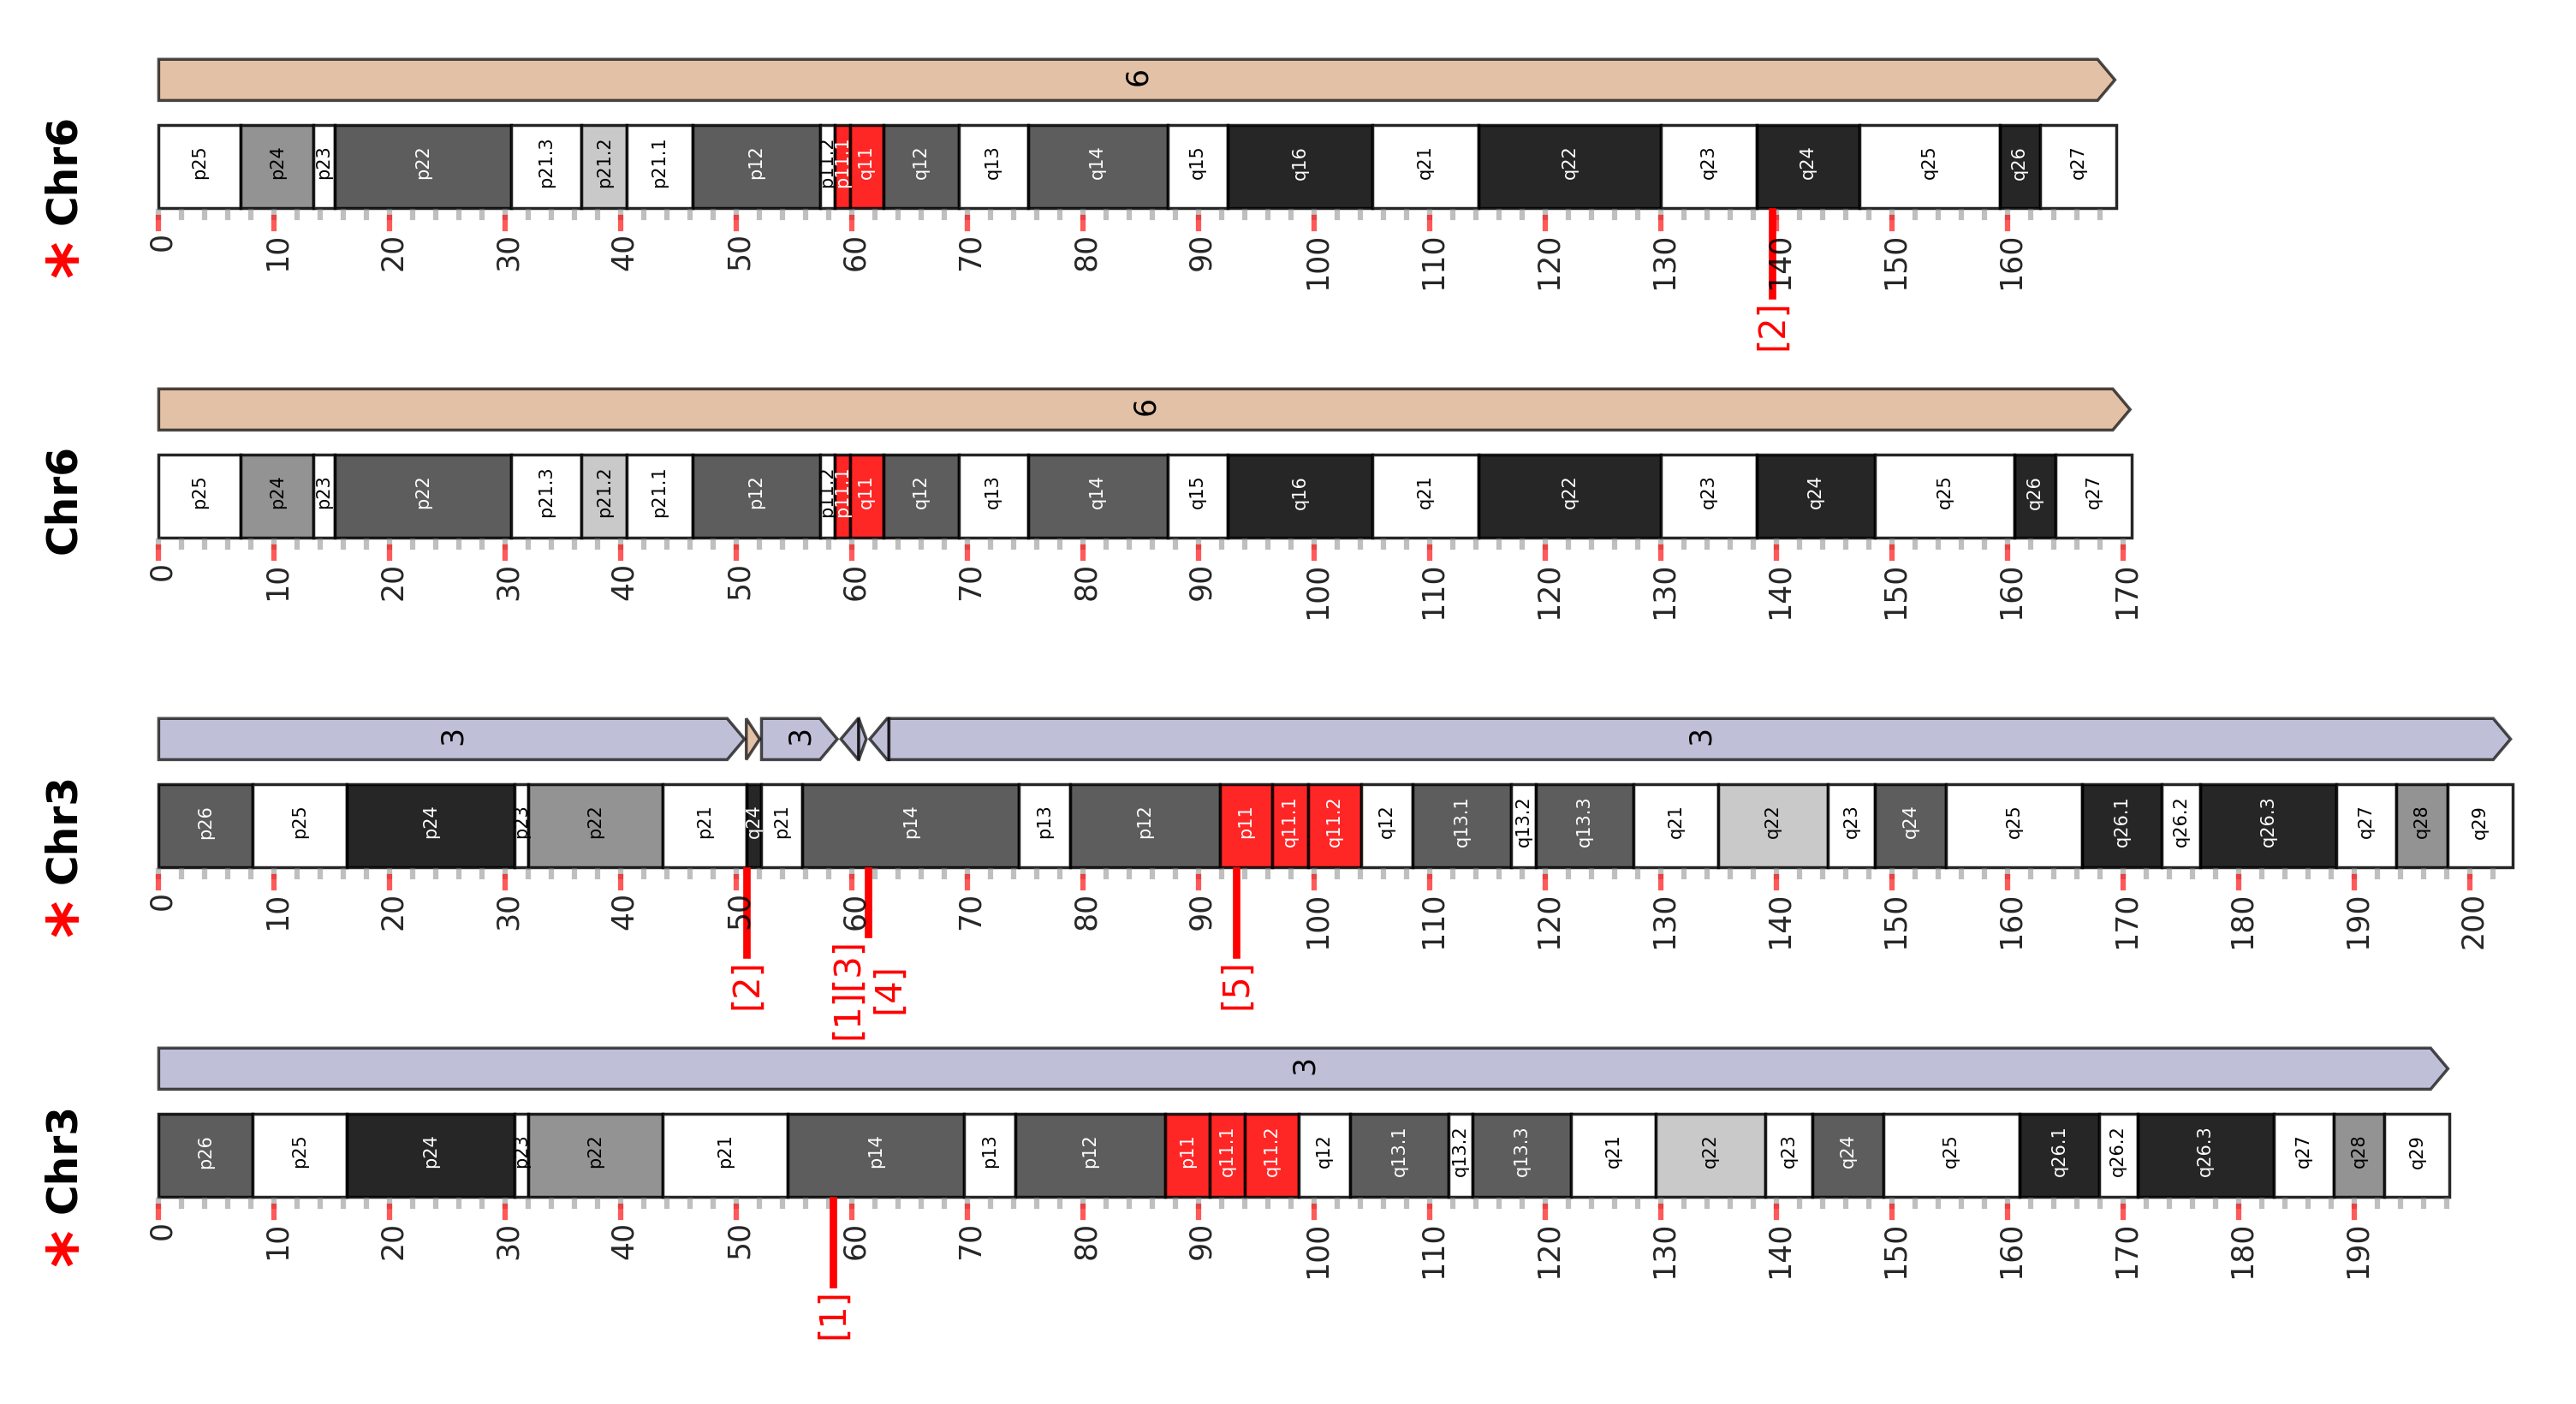 6
* Chr6
p25 p24 p23 p22 p21.3 p21.2 p21.1 p12 p11.2 p11.1 q11 q12 q13 q14 q15 q16 q21 q22 q23 q24 q25 q26 q27
0 10 20 30 40 50 60 70 80 90 100 110 120 130 140 150 160
[2]
6
Chr6
p25 p24 p23 p22 p21.3 p21.2 p21.1 p12 p11.2 p11.1 q11 q12 q13 q14 q15 q16 q21 q22 q23 q24 q25 q26 q27
0 10 20 30 40 50 60 70 80 90 100 110 120 130 140 150 160 170
3 3 3
* Chr3
p26 p25 p24 p23 p22 p21 q24 p21 p14 p13 p12 p11 q11.1 q11.2 q12 q13.1 q13.2 q13.3 q21 q22 q23 q24 q25 q26.1 q26.2 q26.3 q27 q28 q29
0 10 20 30 40 50 60 70 80 90 100 110 120 130 140 150 160 170 180 190 200
[2] [1][3] [5]
[4]
3
* Chr3
p26 p25 p24 p23 p22 p21 p14 p13 p12 p11 q11.1 q11.2 q12 q13.1 q13.2 q13.3 q21 q22 q23 q24 q25 q26.1 q26.2 q26.3 q27 q28 q29
0 10 20 30 40 50 60 70 80 90 100 110 120 130 140 150 160 170 180 190
[1]